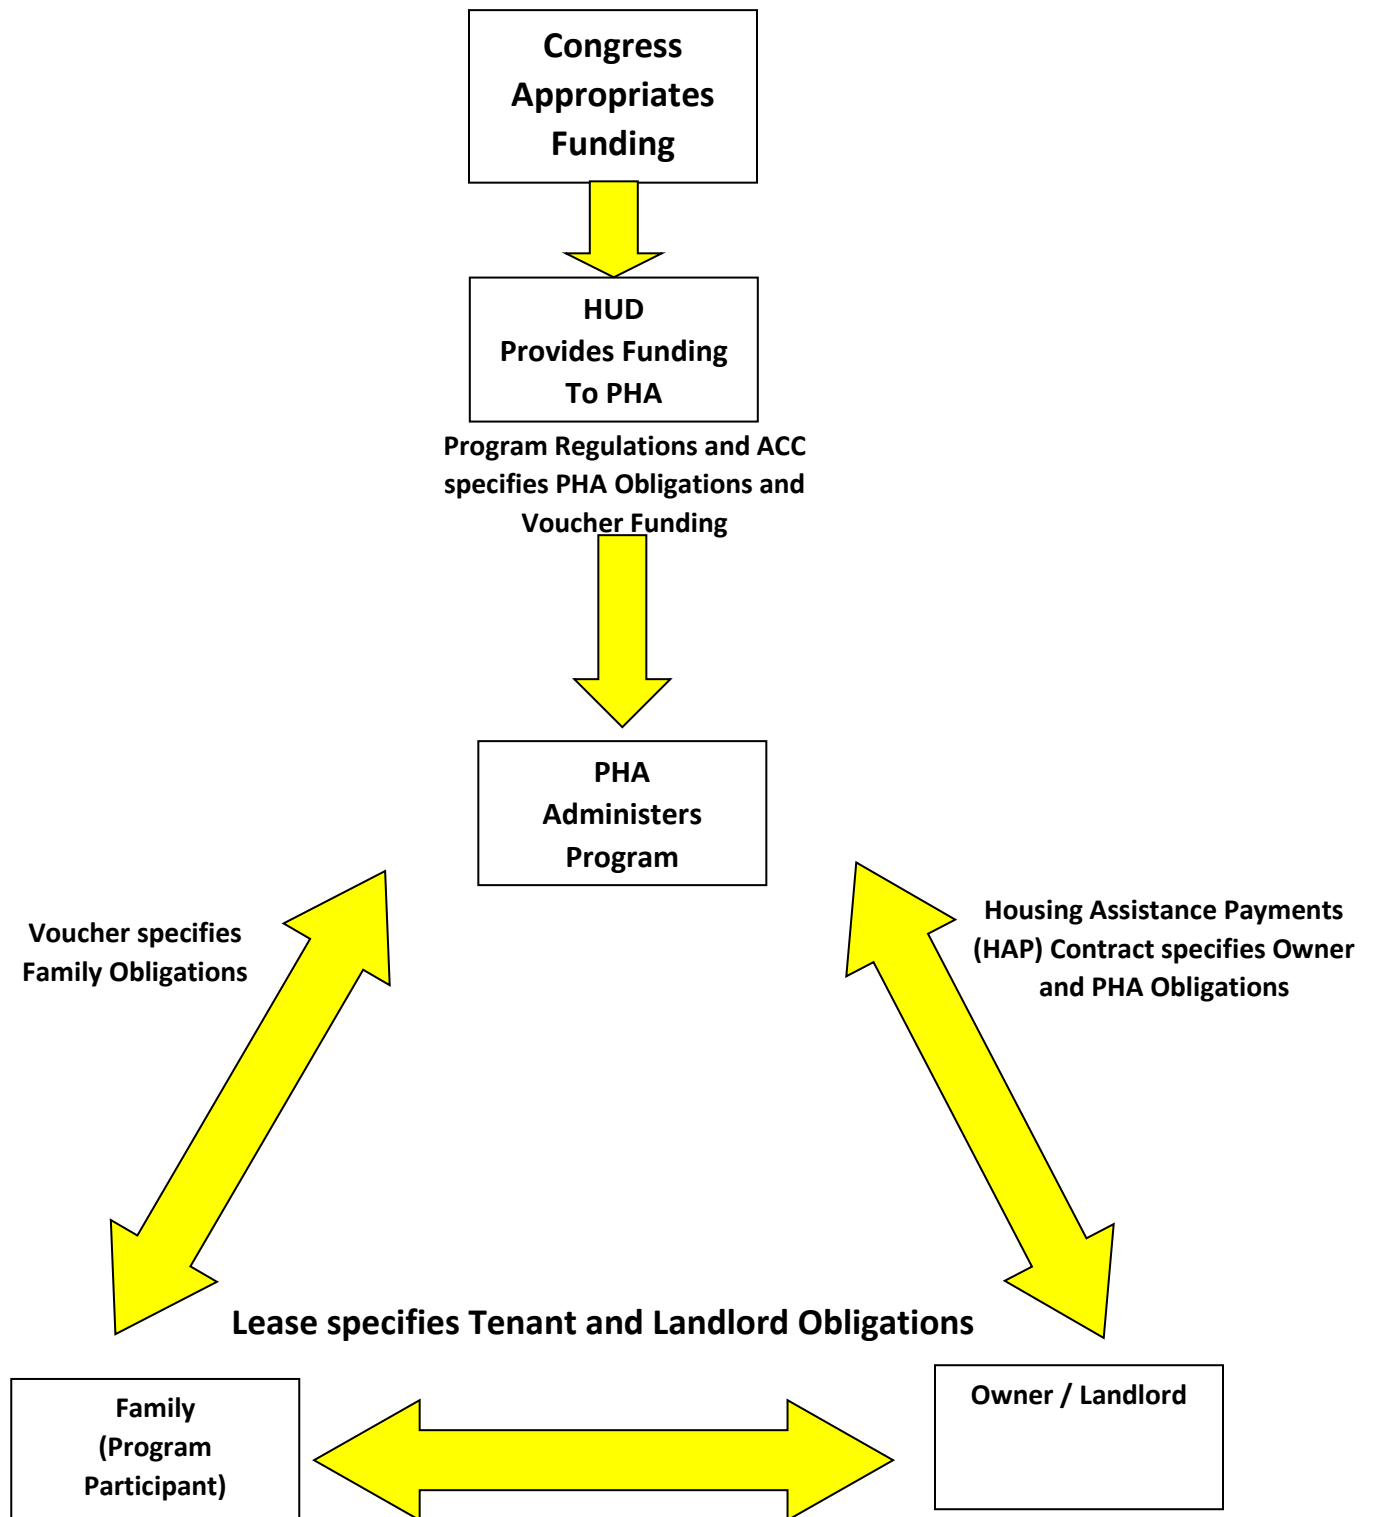 Congress
Appropriates
Funding
HUD
Provides Funding
To PHA
Program Regulations and ACC
specifies PHA Obligations and
Voucher Funding
PHA
Administers
Program
Voucher specifies
Family Obligations
Housing Assistance Payments
(HAP) Contract specifies Owner
and PHA Obligations
Lease specifies Tenant and Landlord Obligations
Family
(Program
Participant)
Owner / Landlord